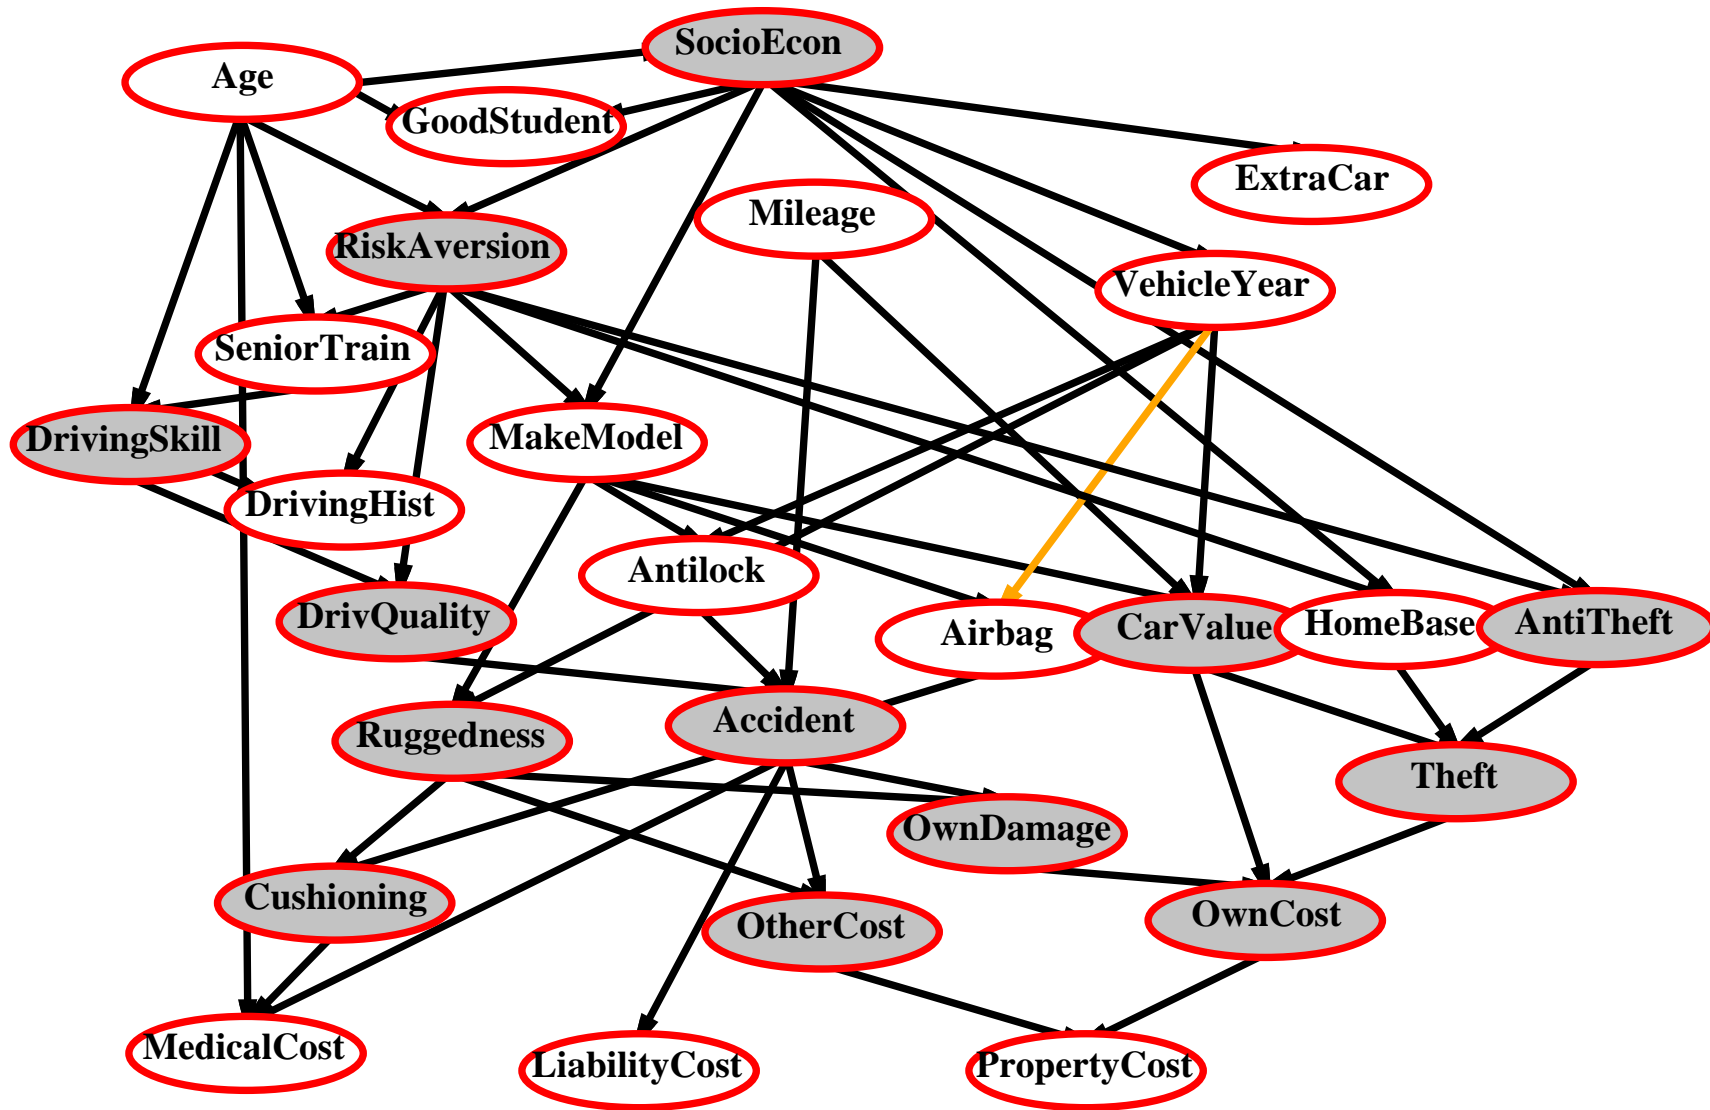 SocioEcon
Age
GoodStudent
ExtraCar
Mileage
RiskAversion
VehicleYear
SeniorTrain
DrivingSkill
MakeModel
DrivingHist
Antilock
DrivQuality
Airbag
CarValue
HomeBase
AntiTheft
Ruggedness
Accident
Theft
OwnDamage
Cushioning
OtherCost
OwnCost
MedicalCost
LiabilityCost
PropertyCost